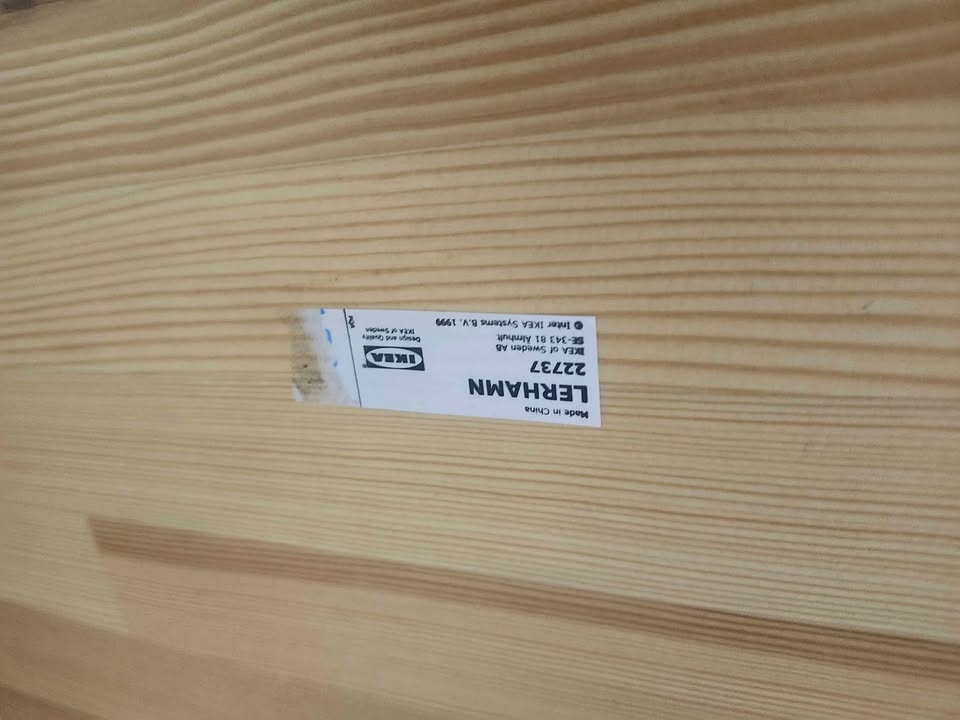 Made in China
LERHAMN
22737
IKEA of Sweden AB
SE-343 81 Älmhult
© Inter IKEA Systems B.V. 1999
IKEA
Design and Quality
IKEA of Sweden